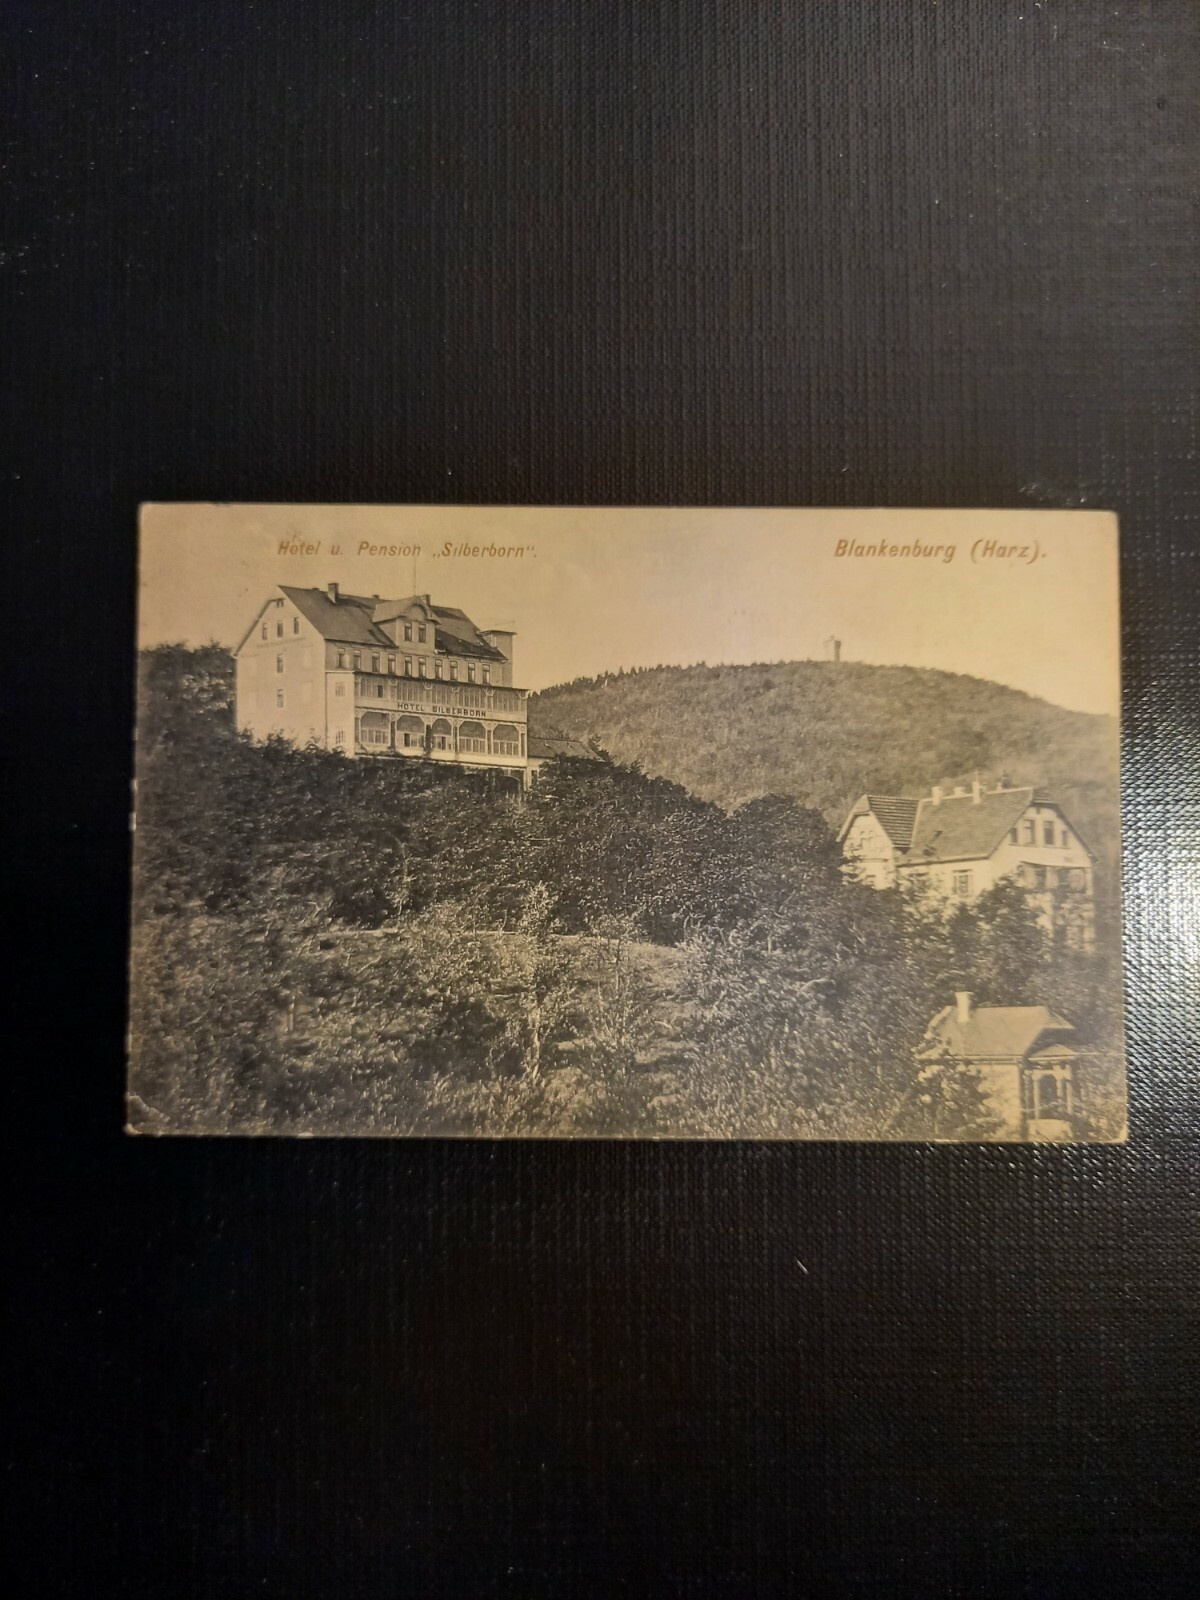 Hotel u. Pension „Silberborn“.
Blankenburg (Harz).
HOTEL SILBERBORN